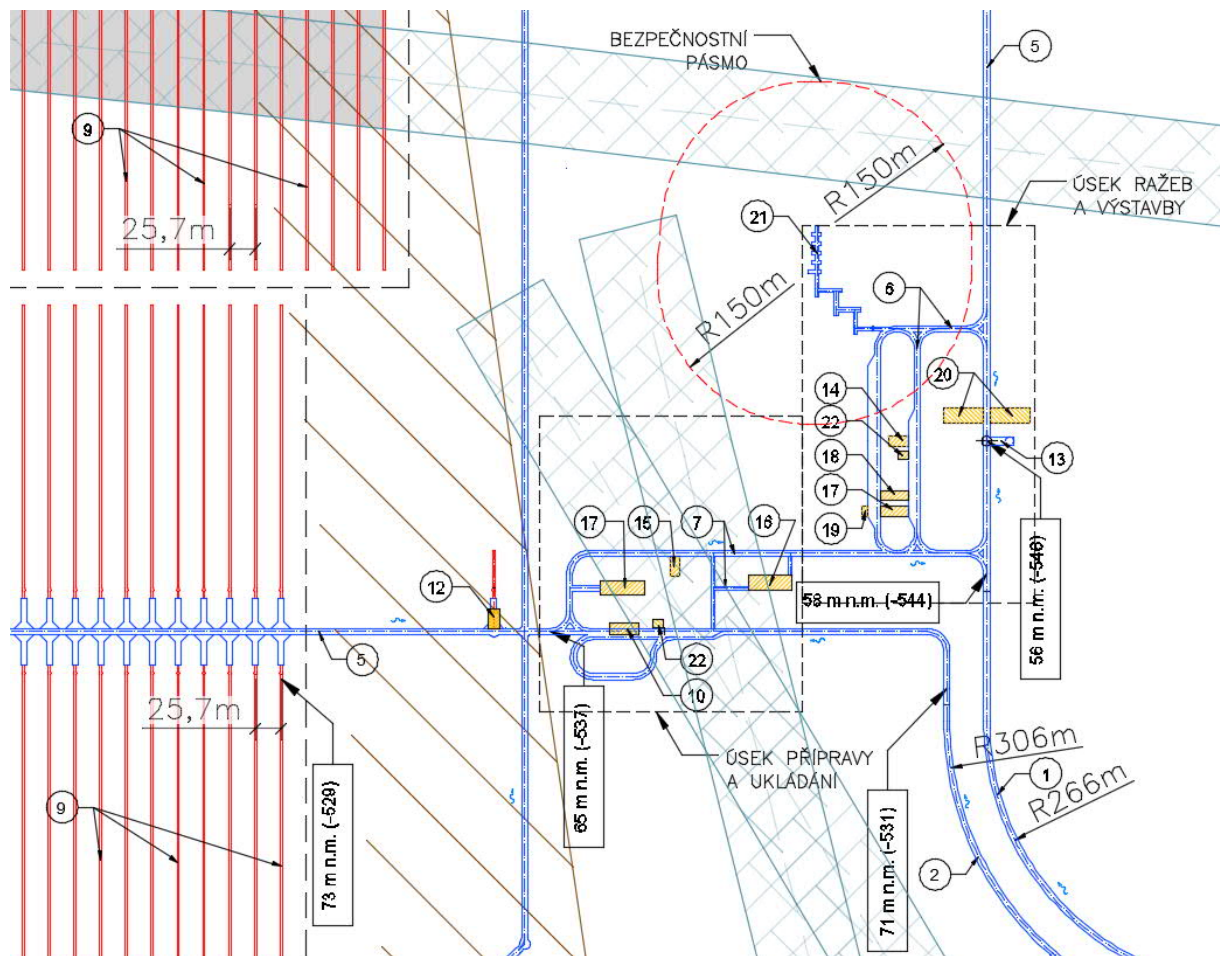 BEZPEČNOSTNÍ
PÁSMO
5
9
R150m
ÚSEK RAŽEB
A VÝSTAVBY
21
25,7m
6
R150m
14
20
22
18
13
17
17
15
7
16
19
12
58 m n.m. (-544)
56 m n.m. (-546)
5
22
10
65 m n.m. (-537)
25,7m
ÚSEK PŘÍPRAVY
A UKLÁDÁNÍ
R306m
1
R266m
9
73 m n.m. (-529)
71 m n.m. (-531)
2